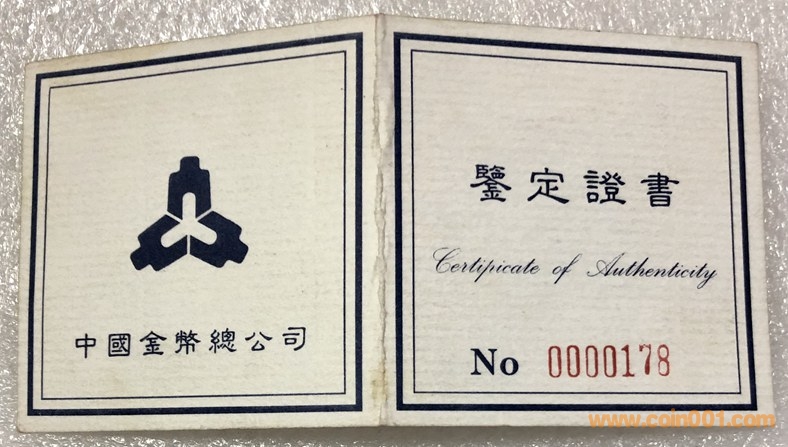 中國金幣總公司
鑒定證書
Certificate of Authenticity
No 0000178
www.coin001.com